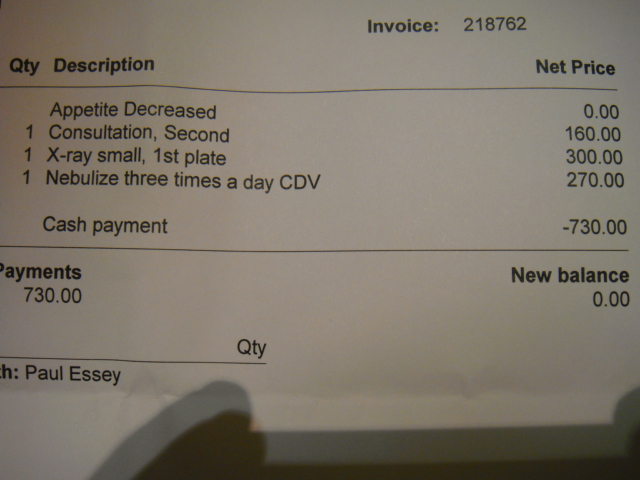 Invoice: 218762
Qty Description Net Price
Appetite Decreased 0.00
1 Consultation, Second 160.00
1 X-ray small, 1st plate 300.00
1 Nebulize three times a day CDV 270.00
Cash payment -730.00
Payments New balance
730.00 0.00
Qty
th: Paul Essey